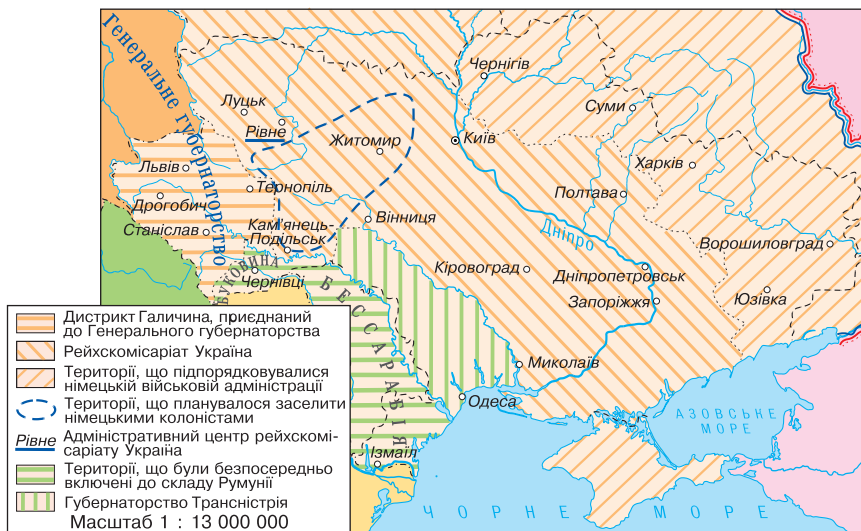 Генеральне губернаторство
Чернігів
Луцьк
Суми
Рівне
Житомир
Київ
Харків
Львів
Тернопіль
Полтава
Дрогобич
Кам'янець-
Подільськ
Вінниця
Станіслав
Дніпро
Ворошиловград
БУКОВИНА
Чернівці
Кіровоград
Дніпропетровськ
Запоріжжя
Юзівка
БЕССАРАБІЯ
Миколаїв
Одеса
АЗОВСЬКЕ
МОРЕ
Ізмаїл
ЧОРНЕ МОРЕ
Дистрикт Галичина, приєднаний
до Генерального губернаторства
Рейхскомісаріат Україна
Території, що підпорядковувалися
німецькій військовій адміністрації
Території, що планувалося заселити
німецькими колоністами
Рівне Адміністративний центр рейхскомі-
саріату Україна
Території, що були безпосередньо
включені до складу Румунії
Губернаторство Трансністрія
Масштаб 1 : 13 000 000